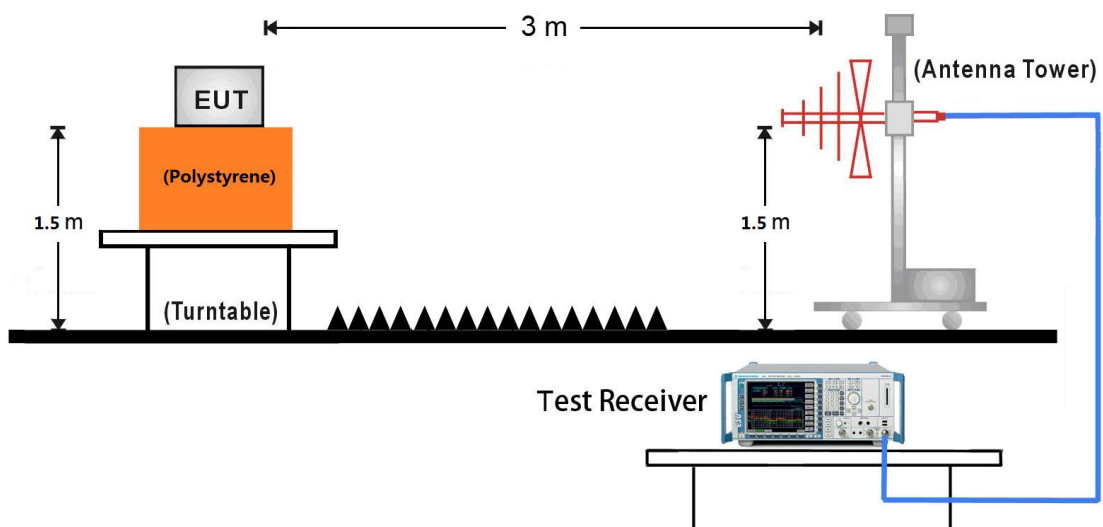 3 m
(Antenna Tower)
EUT
(Polystyrene)
1.5 m
1.5 m
(Turntable)
Test Receiver